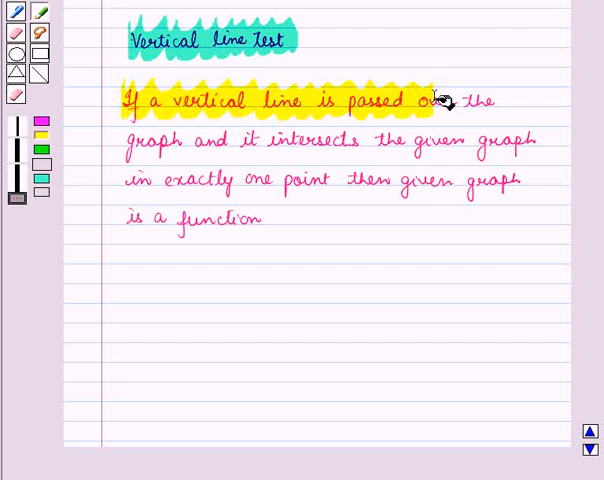 Vertical line test
If a vertical line is passed over the
graph and it intersects the given graph
in exactly one point then given graph
is a function